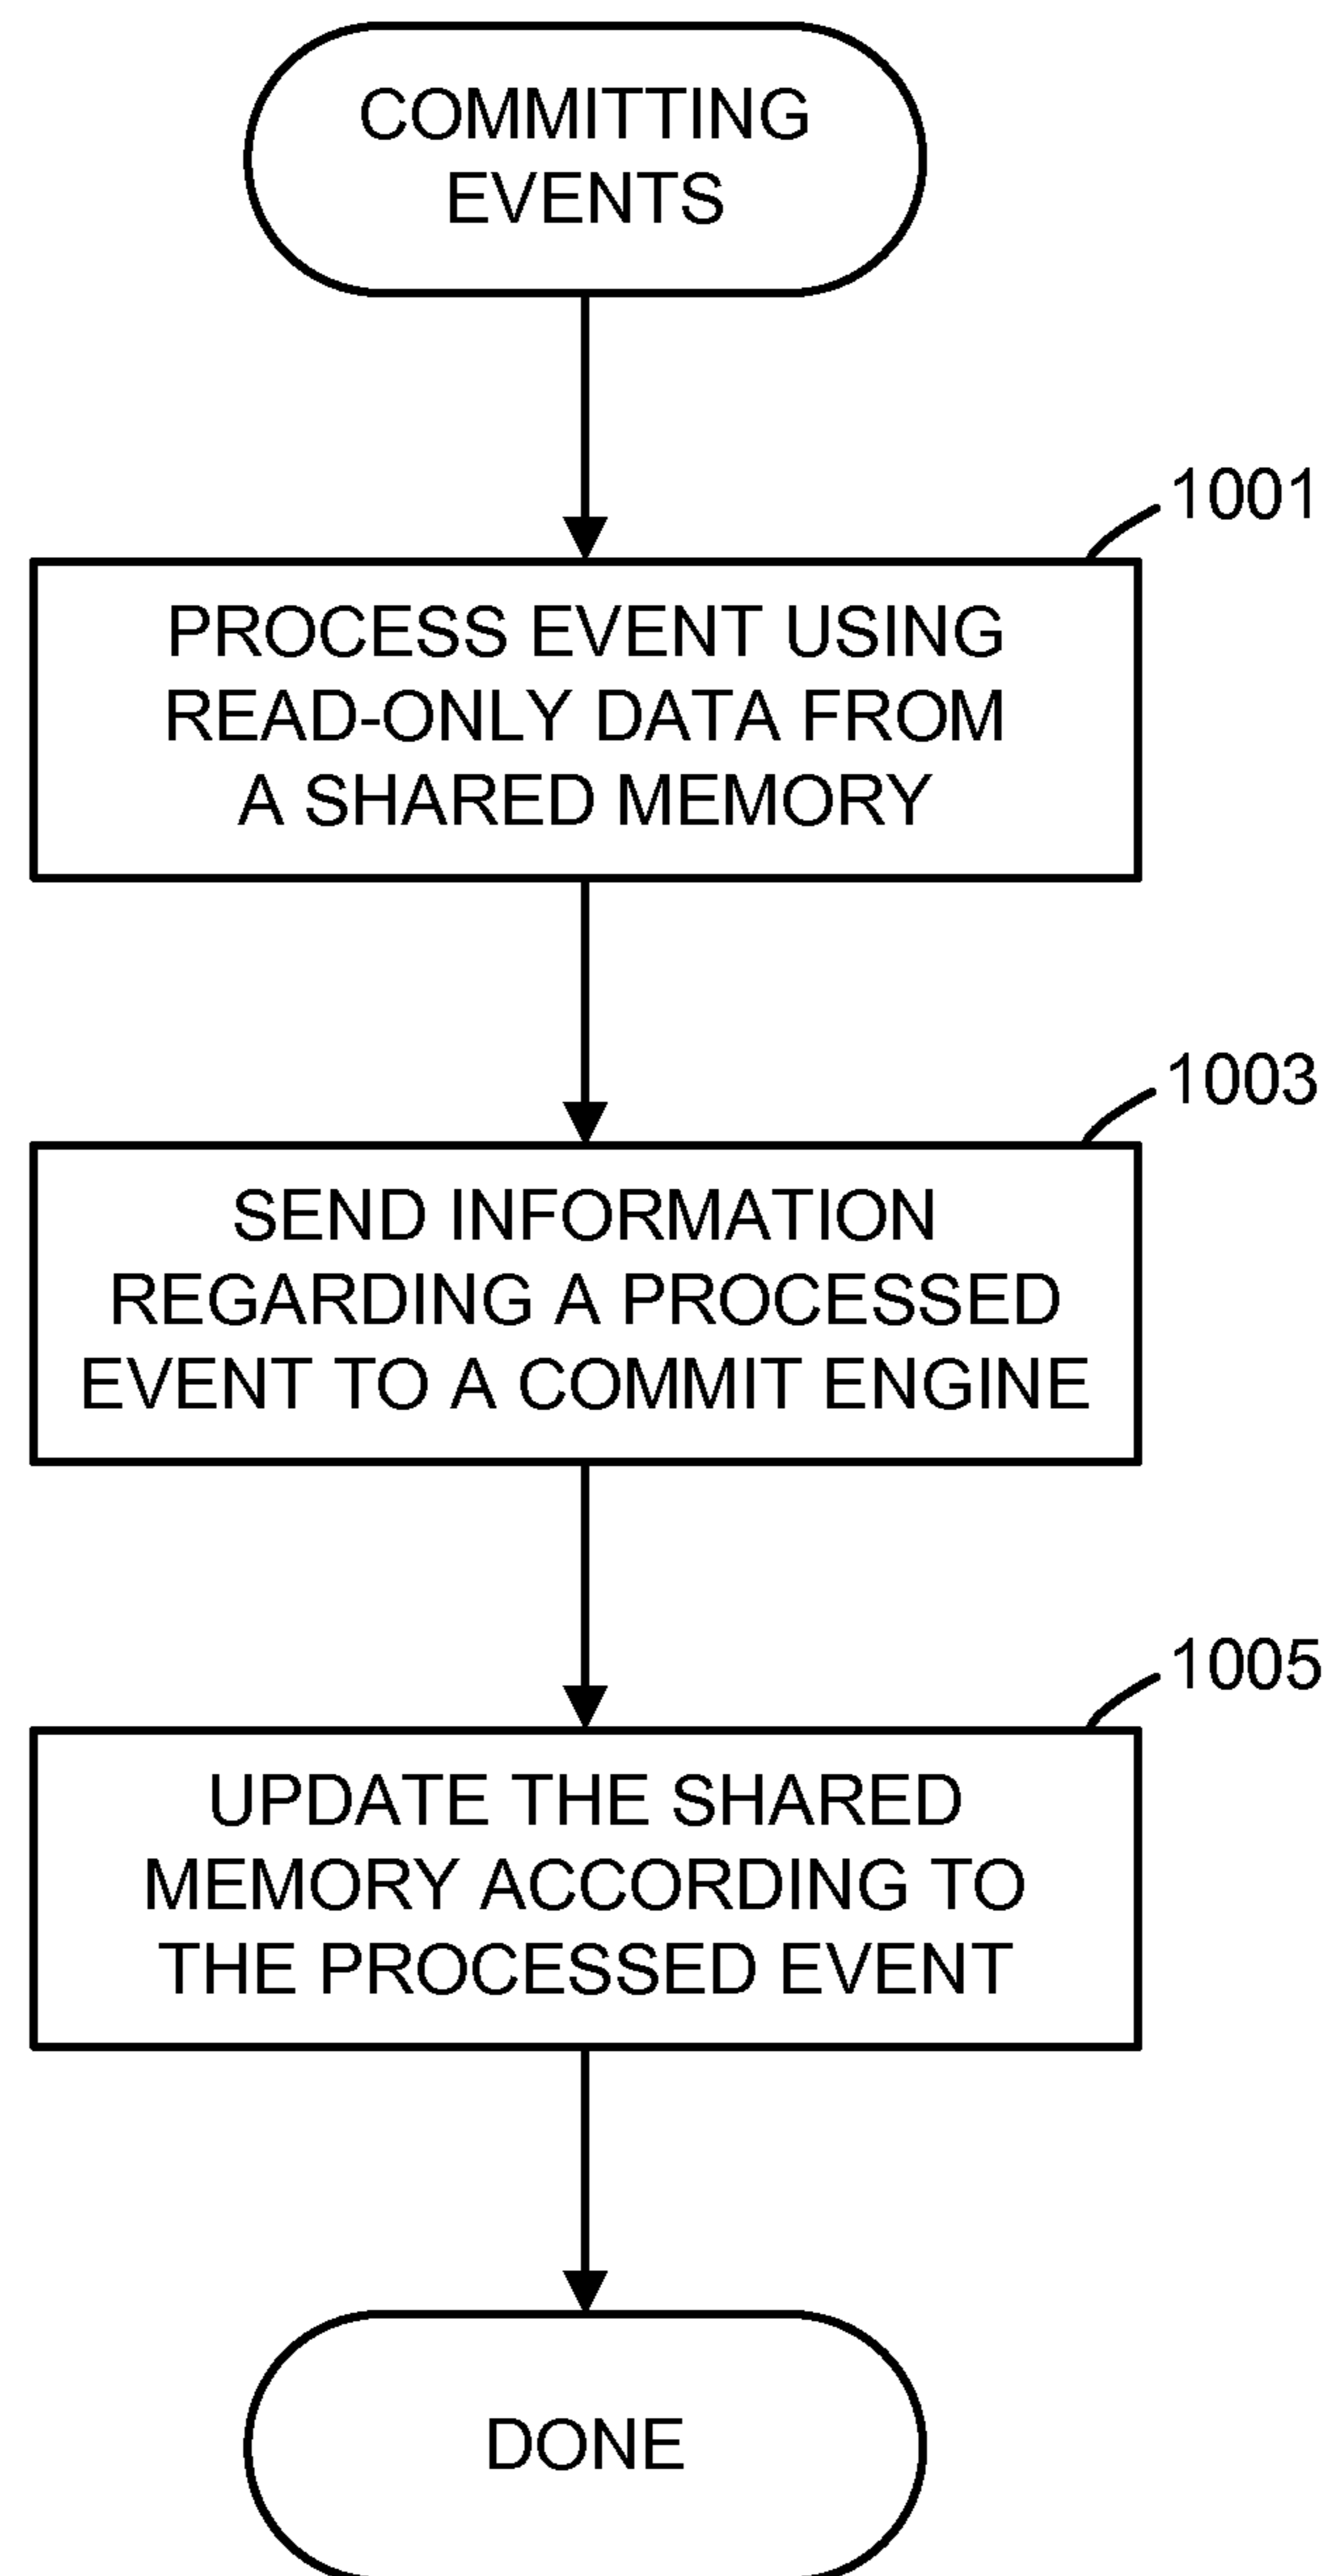 COMMITTING
EVENTS
1001
PROCESS EVENT USING
READ-ONLY DATA FROM
A SHARED MEMORY
1003
SEND INFORMATION
REGARDING A PROCESSED
EVENT TO A COMMIT ENGINE
1005
UPDATE THE SHARED
MEMORY ACCORDING TO
THE PROCESSED EVENT
DONE